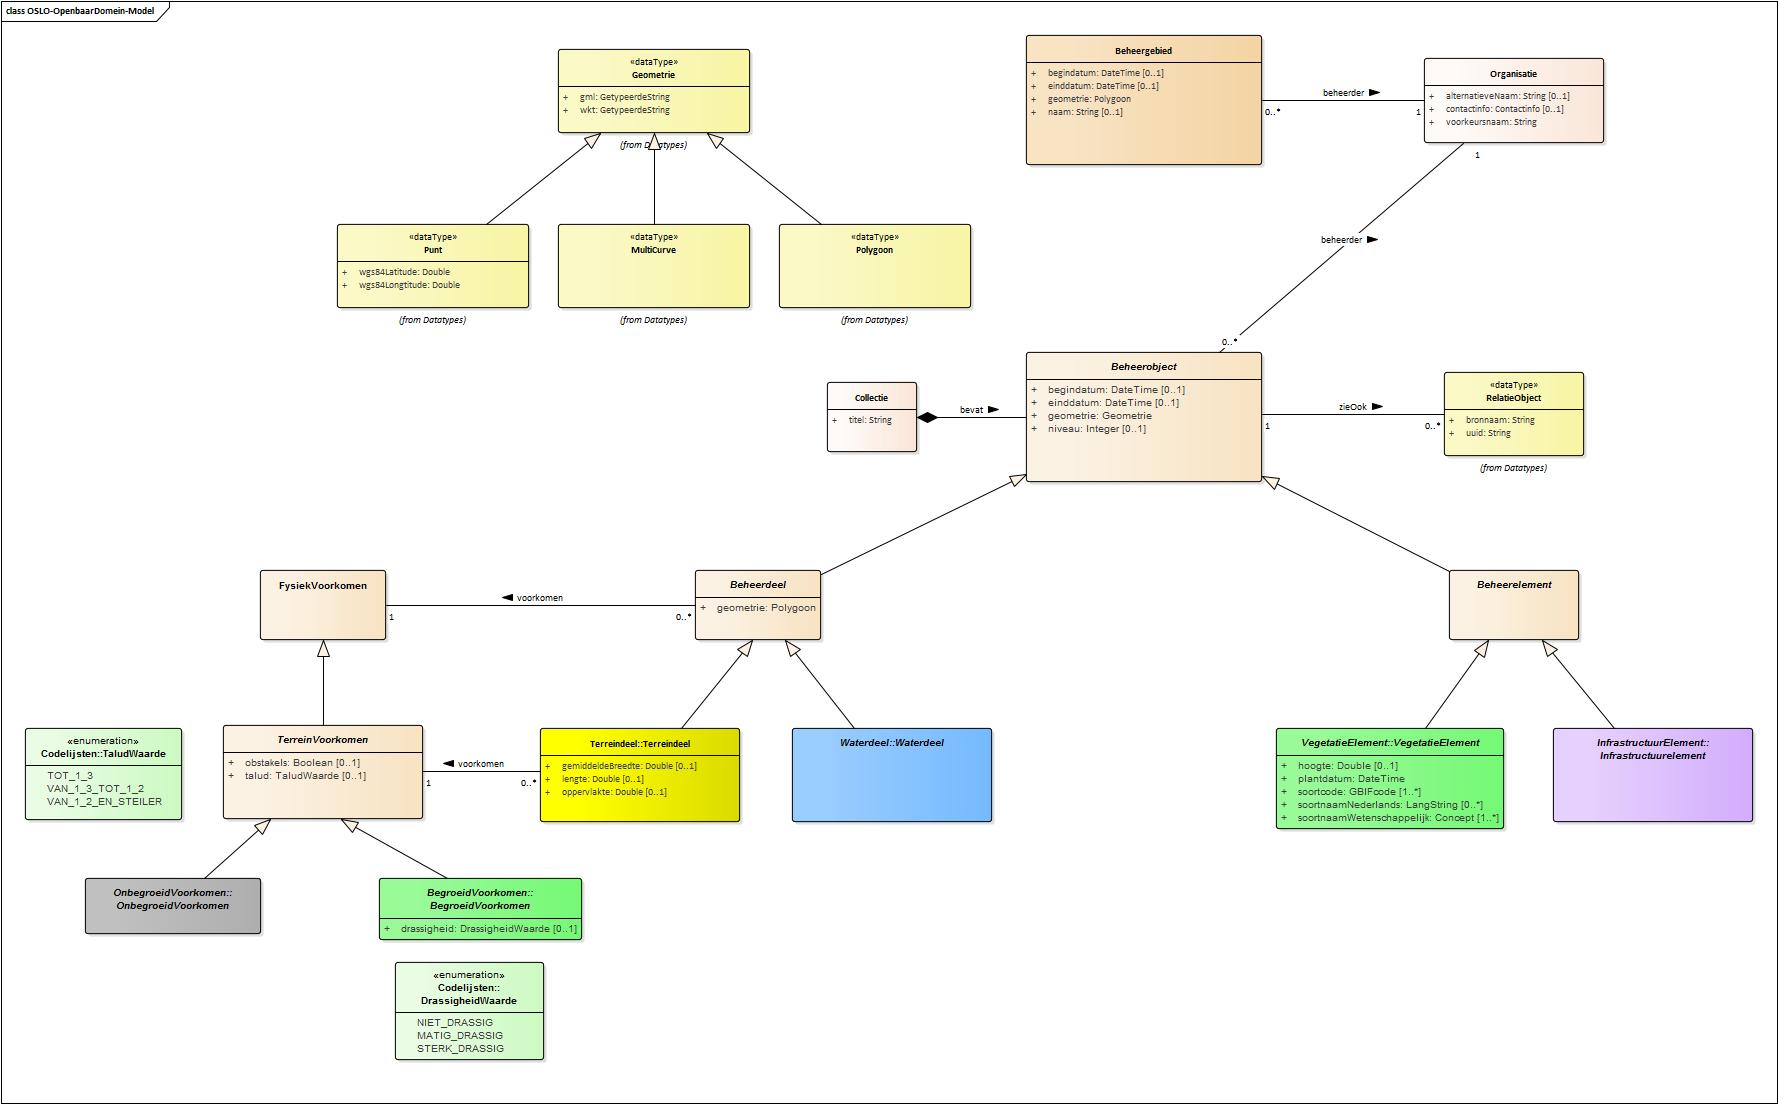 class OSLO-OpenbaarDomein-Model
«dataType»
Geometrie
+ gml: GetypeerdeString
+ wkt: GetypeerdeString
(from Datatypes)
«dataType»
Punt
+ wgs84Latitude: Double
+ wgs84Longtitude: Double
(from Datatypes)
«dataType»
MultiCurve
(from Datatypes)
«dataType»
Polygoon
(from Datatypes)
Beheergebied
+ begindatum: DateTime [0..1]
+ einddatum: DateTime [0..1]
+ geometrie: Polygoon
+ naam: String [0..1]
beheerder
0..*
1
Organisatie
+ alternatieveNaam: String [0..1]
+ contactinfo: Contactinfo [0..1]
+ voorkeursnaam: String
1
beheerder
0..*
Collectie
+ titel: String
bevat
Beheerobject
+ begindatum: DateTime [0..1]
+ einddatum: DateTime [0..1]
+ geometrie: Geometrie
+ niveau: Integer [0..1]
zieOok
1
0..*
«dataType»
RelatieObject
+ bronnaam: String
+ uuid: String
(from Datatypes)
FysiekVoorkomen
voorkomen
1
0..*
Beheerdeel
+ geometrie: Polygoon
Beheerelement
«enumeration»
Codelijsten::TaludWaarde
TOT_1_3
VAN_1_3_TOT_1_2
VAN_1_2_EN_STEILER
TerreinVoorkomen
+ obstakels: Boolean [0..1]
+ talud: TaludWaarde [0..1]
voorkomen
1
0..*
Terreindeel::Terreindeel
+ gemiddeldeBreedte: Double [0..1]
+ lengte: Double [0..1]
+ oppervlakte: Double [0..1]
Waterdeel::Waterdeel
VegetatieElement::VegetatieElement
+ hoogte: Double [0..1]
+ plantdatum: DateTime
+ soortcode: GBIFcode [1..*]
+ soortnaamNederlands: LangString [0..*]
+ soortnaamWetenschappelijk: Concept [1..*]
InfrastructuurElement::
Infrastructuurelement
OnbegroeidVoorkomen::
OnbegroeidVoorkomen
BegroeidVoorkomen::
BegroeidVoorkomen
+ drassigheid: DrassigheidWaarde [0..1]
«enumeration»
Codelijsten::
DrassigheidWaarde
NIET_DRASSIG
MATIG_DRASSIG
STERK_DRASSIG